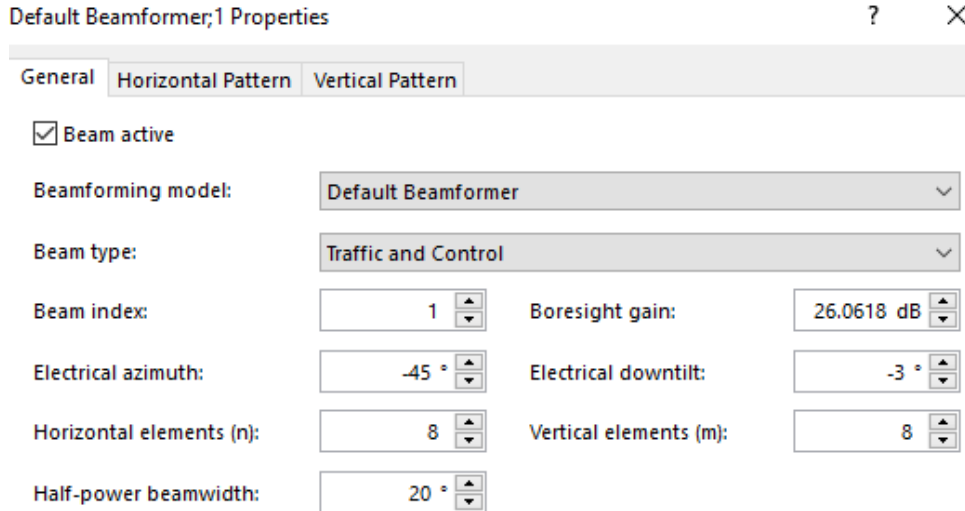 Default Beamformer;1 Properties ? ×
General Horizontal Pattern Vertical Pattern
Beam active
Beamforming model: Default Beamformer
Beam type: Traffic and Control
Beam index: 1 Boresight gain: 26.0618 dB
Electrical azimuth: -45 ° Electrical downtilt: -3 °
Horizontal elements (n): 8 Vertical elements (m): 8
Half-power beamwidth: 20 °